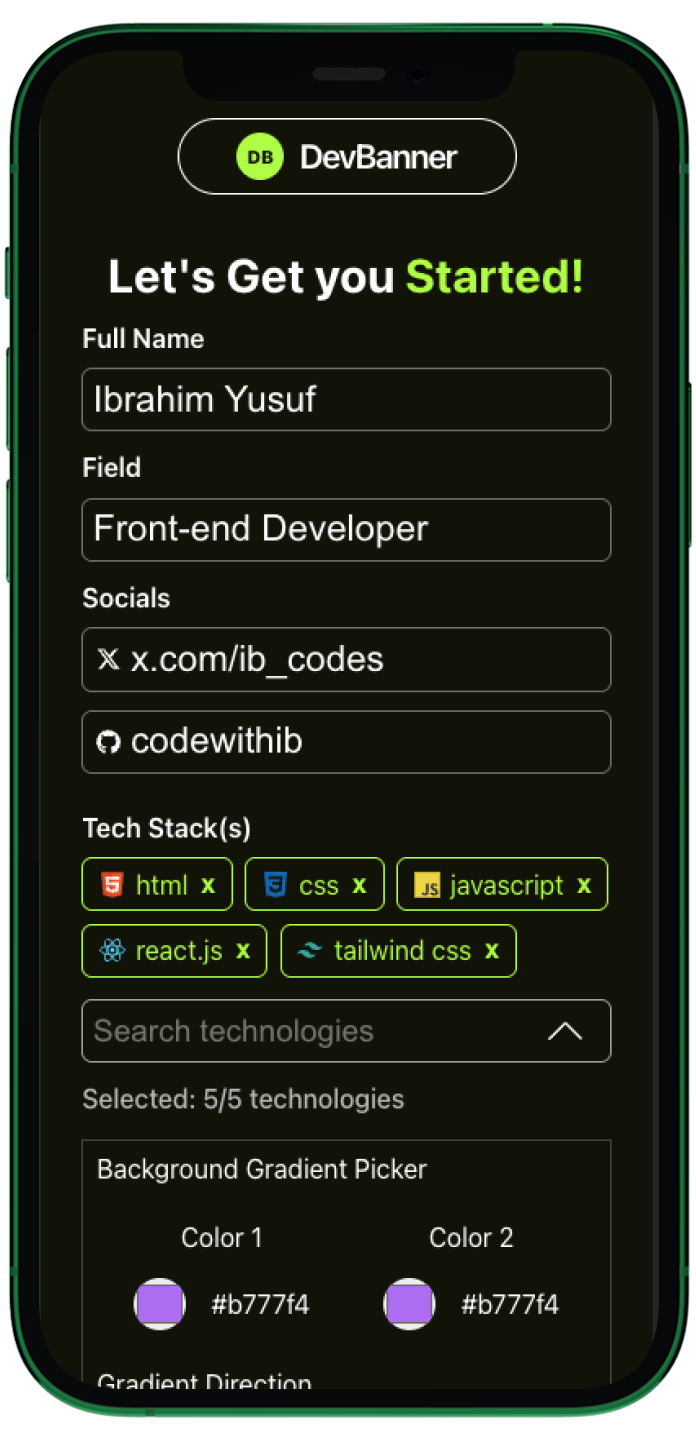 DB DevBanner
Let's Get you Started!
Full Name
Ibrahim Yusuf
Field
Front-end Developer
Socials
x.com/ib_codes
codewithib
Tech Stack(s)
html x css x JS javascript x
react.js x tailwind css x
Search technologies
Selected: 5/5 technologies
Background Gradient Picker
Color 1 Color 2
#b777f4 #b777f4
Gradient Direction